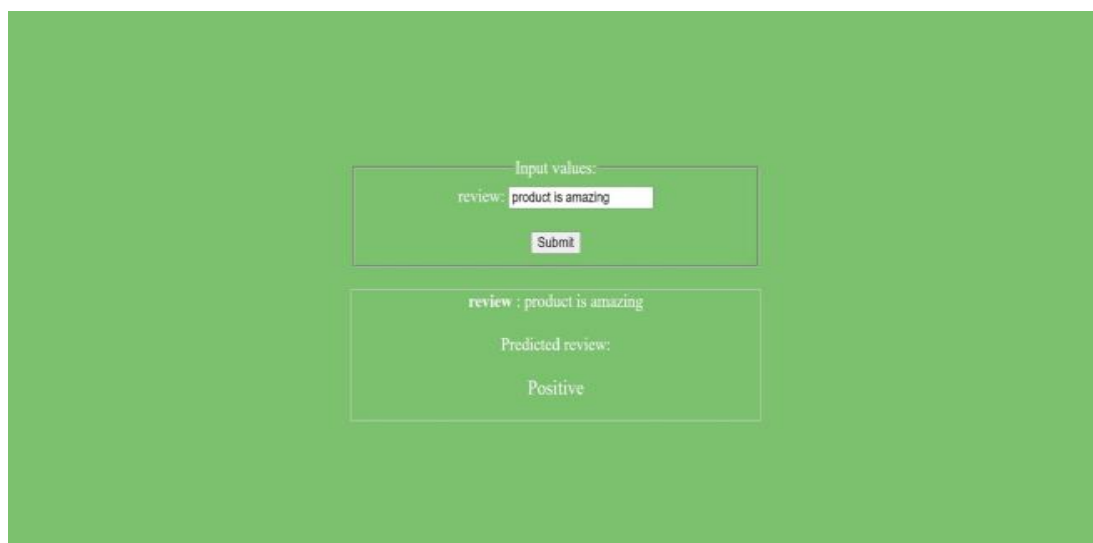 Input values:
review: product is amazing
Submit
review : product is amazing
Predicted review:
Positive